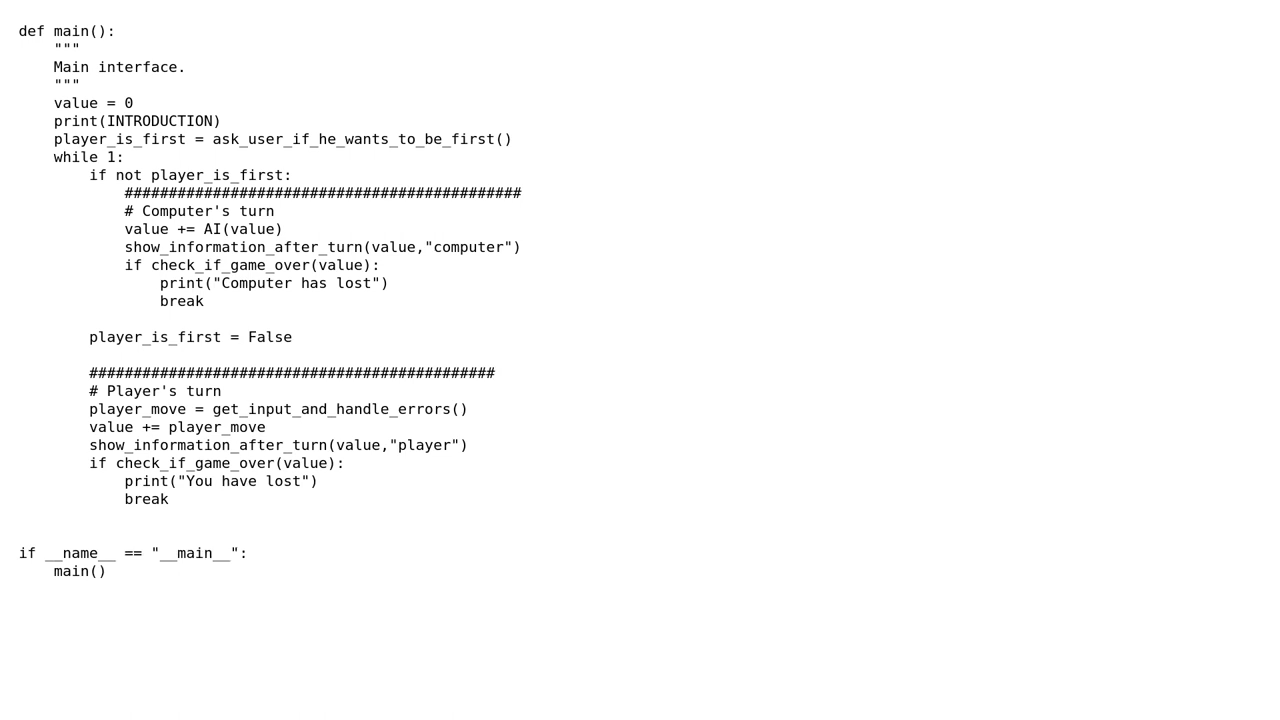 def main():
    """
    Main interface.
    """
    value = 0
    print(INTRODUCTION)
    player_is_first = ask_user_if_he_wants_to_be_first()
    while 1:
        if not player_is_first:
            #############################################
            # Computer's turn
            value += AI(value)
            show_information_after_turn(value,"computer")
            if check_if_game_over(value):
                print("Computer has lost")
                break

        player_is_first = False

        ##############################################
        # Player's turn
        player_move = get_input_and_handle_errors()
        value += player_move
        show_information_after_turn(value,"player")
        if check_if_game_over(value):
            print("You have lost")
            break


if __name__ == "__main__":
    main()